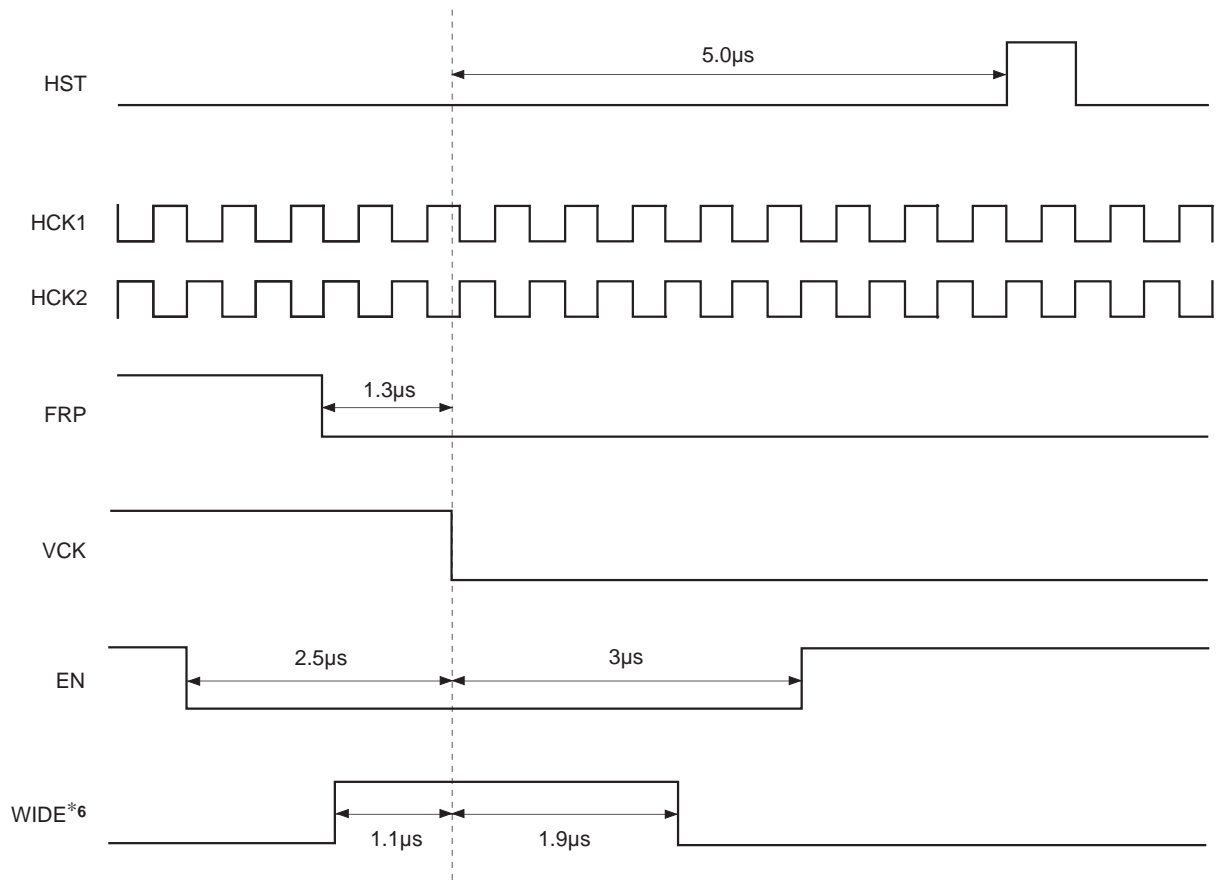 5.0µs
HST
HCK1
HCK2
1.3µs
FRP
VCK
2.5µs 3µs
EN
WIDE*6
1.1µs 1.9µs